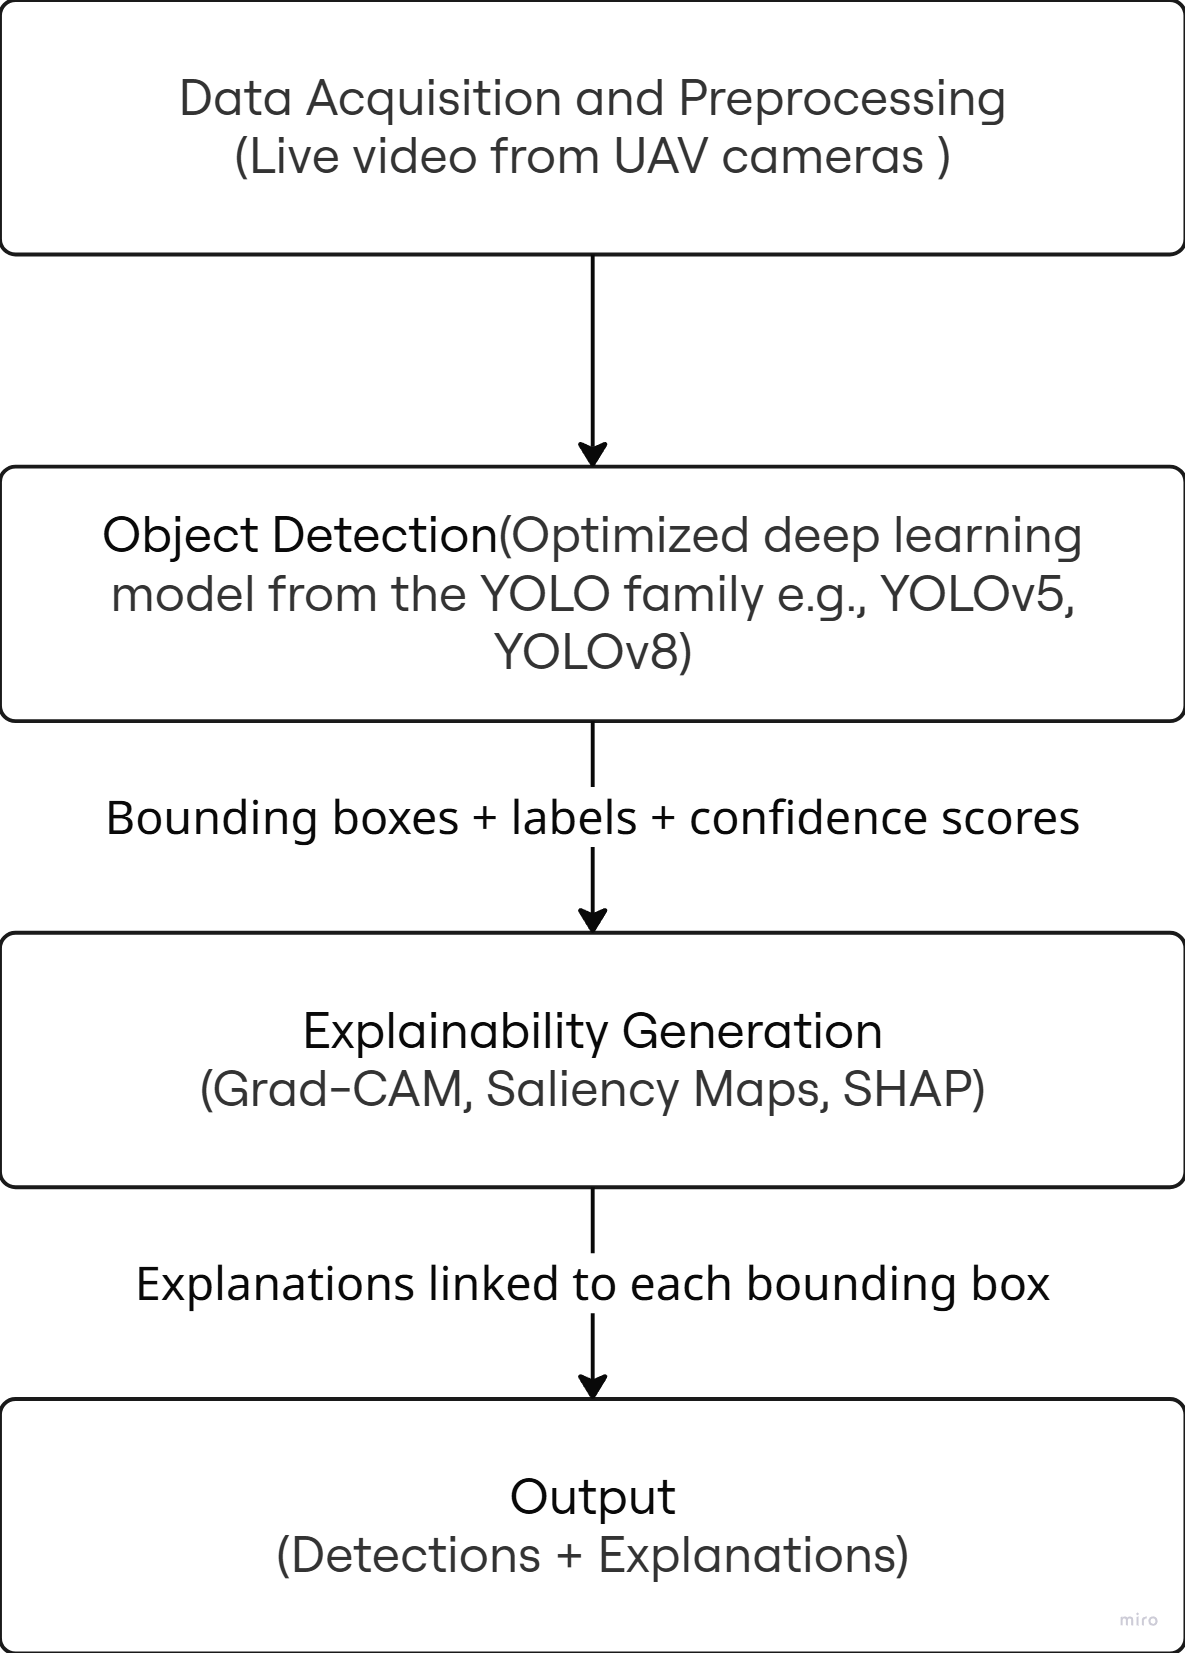 Data Acquisition and Preprocessing
(Live video from UAV cameras )
Object Detection(Optimized deep learning
model from the YOLO family e.g., YOLOv5,
YOLOv8)
Bounding boxes + labels + confidence scores
Explainability Generation
(Grad-CAM, Saliency Maps, SHAP)
Explanations linked to each bounding box
Output
(Detections + Explanations)
miro